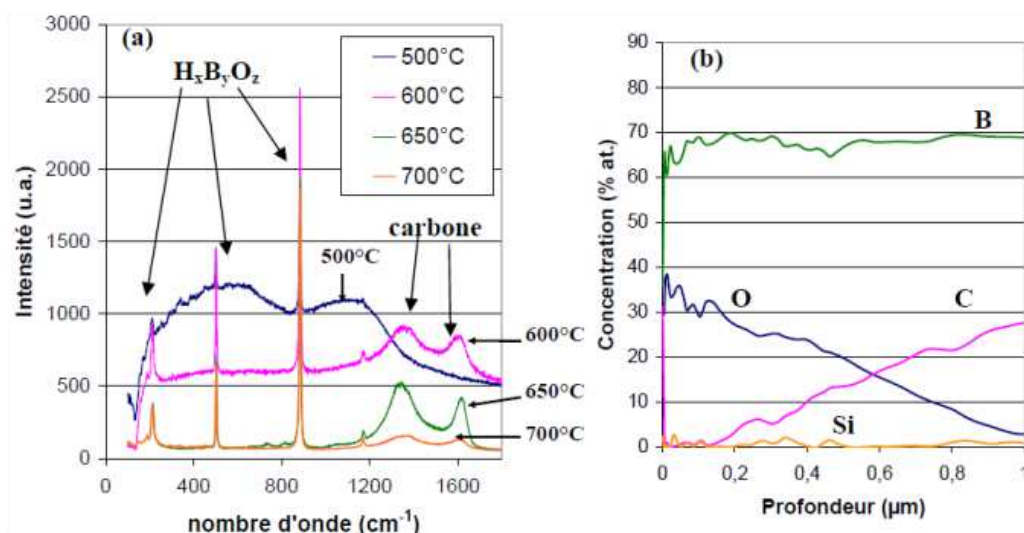 (a)
HxByOz
500°C
600°C
650°C
700°C
500°C
carbone
600°C
650°C
700°C
Intensité (u.a.)
3000
2500
2000
1500
1000
500
0
0 400 800 1200 1600
nombre d'onde (cm-1)
(b)
B
O
C
Si
Concentration (% at.)
90
80
70
60
50
40
30
20
10
0
0 0,2 0,4 0,6 0,8 1
Profondeur (µm)